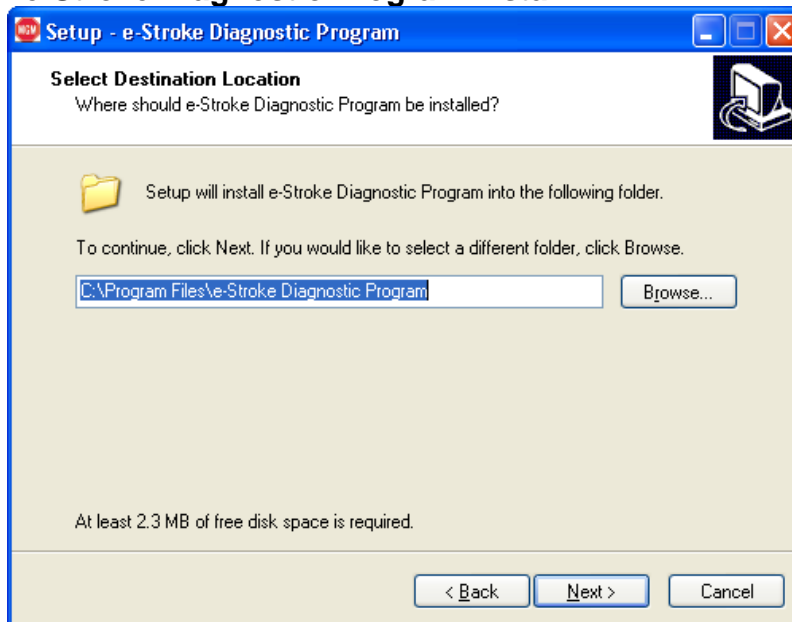 Setup - e-Stroke Diagnostic Program
Select Destination Location
Where should e-Stroke Diagnostic Program be installed?
Setup will install e-Stroke Diagnostic Program into the following folder.
To continue, click Next. If you would like to select a different folder, click Browse.
C:\Program Files\e-Stroke Diagnostic Program
Browse...
At least 2.3 MB of free disk space is required.
< Back Next > Cancel